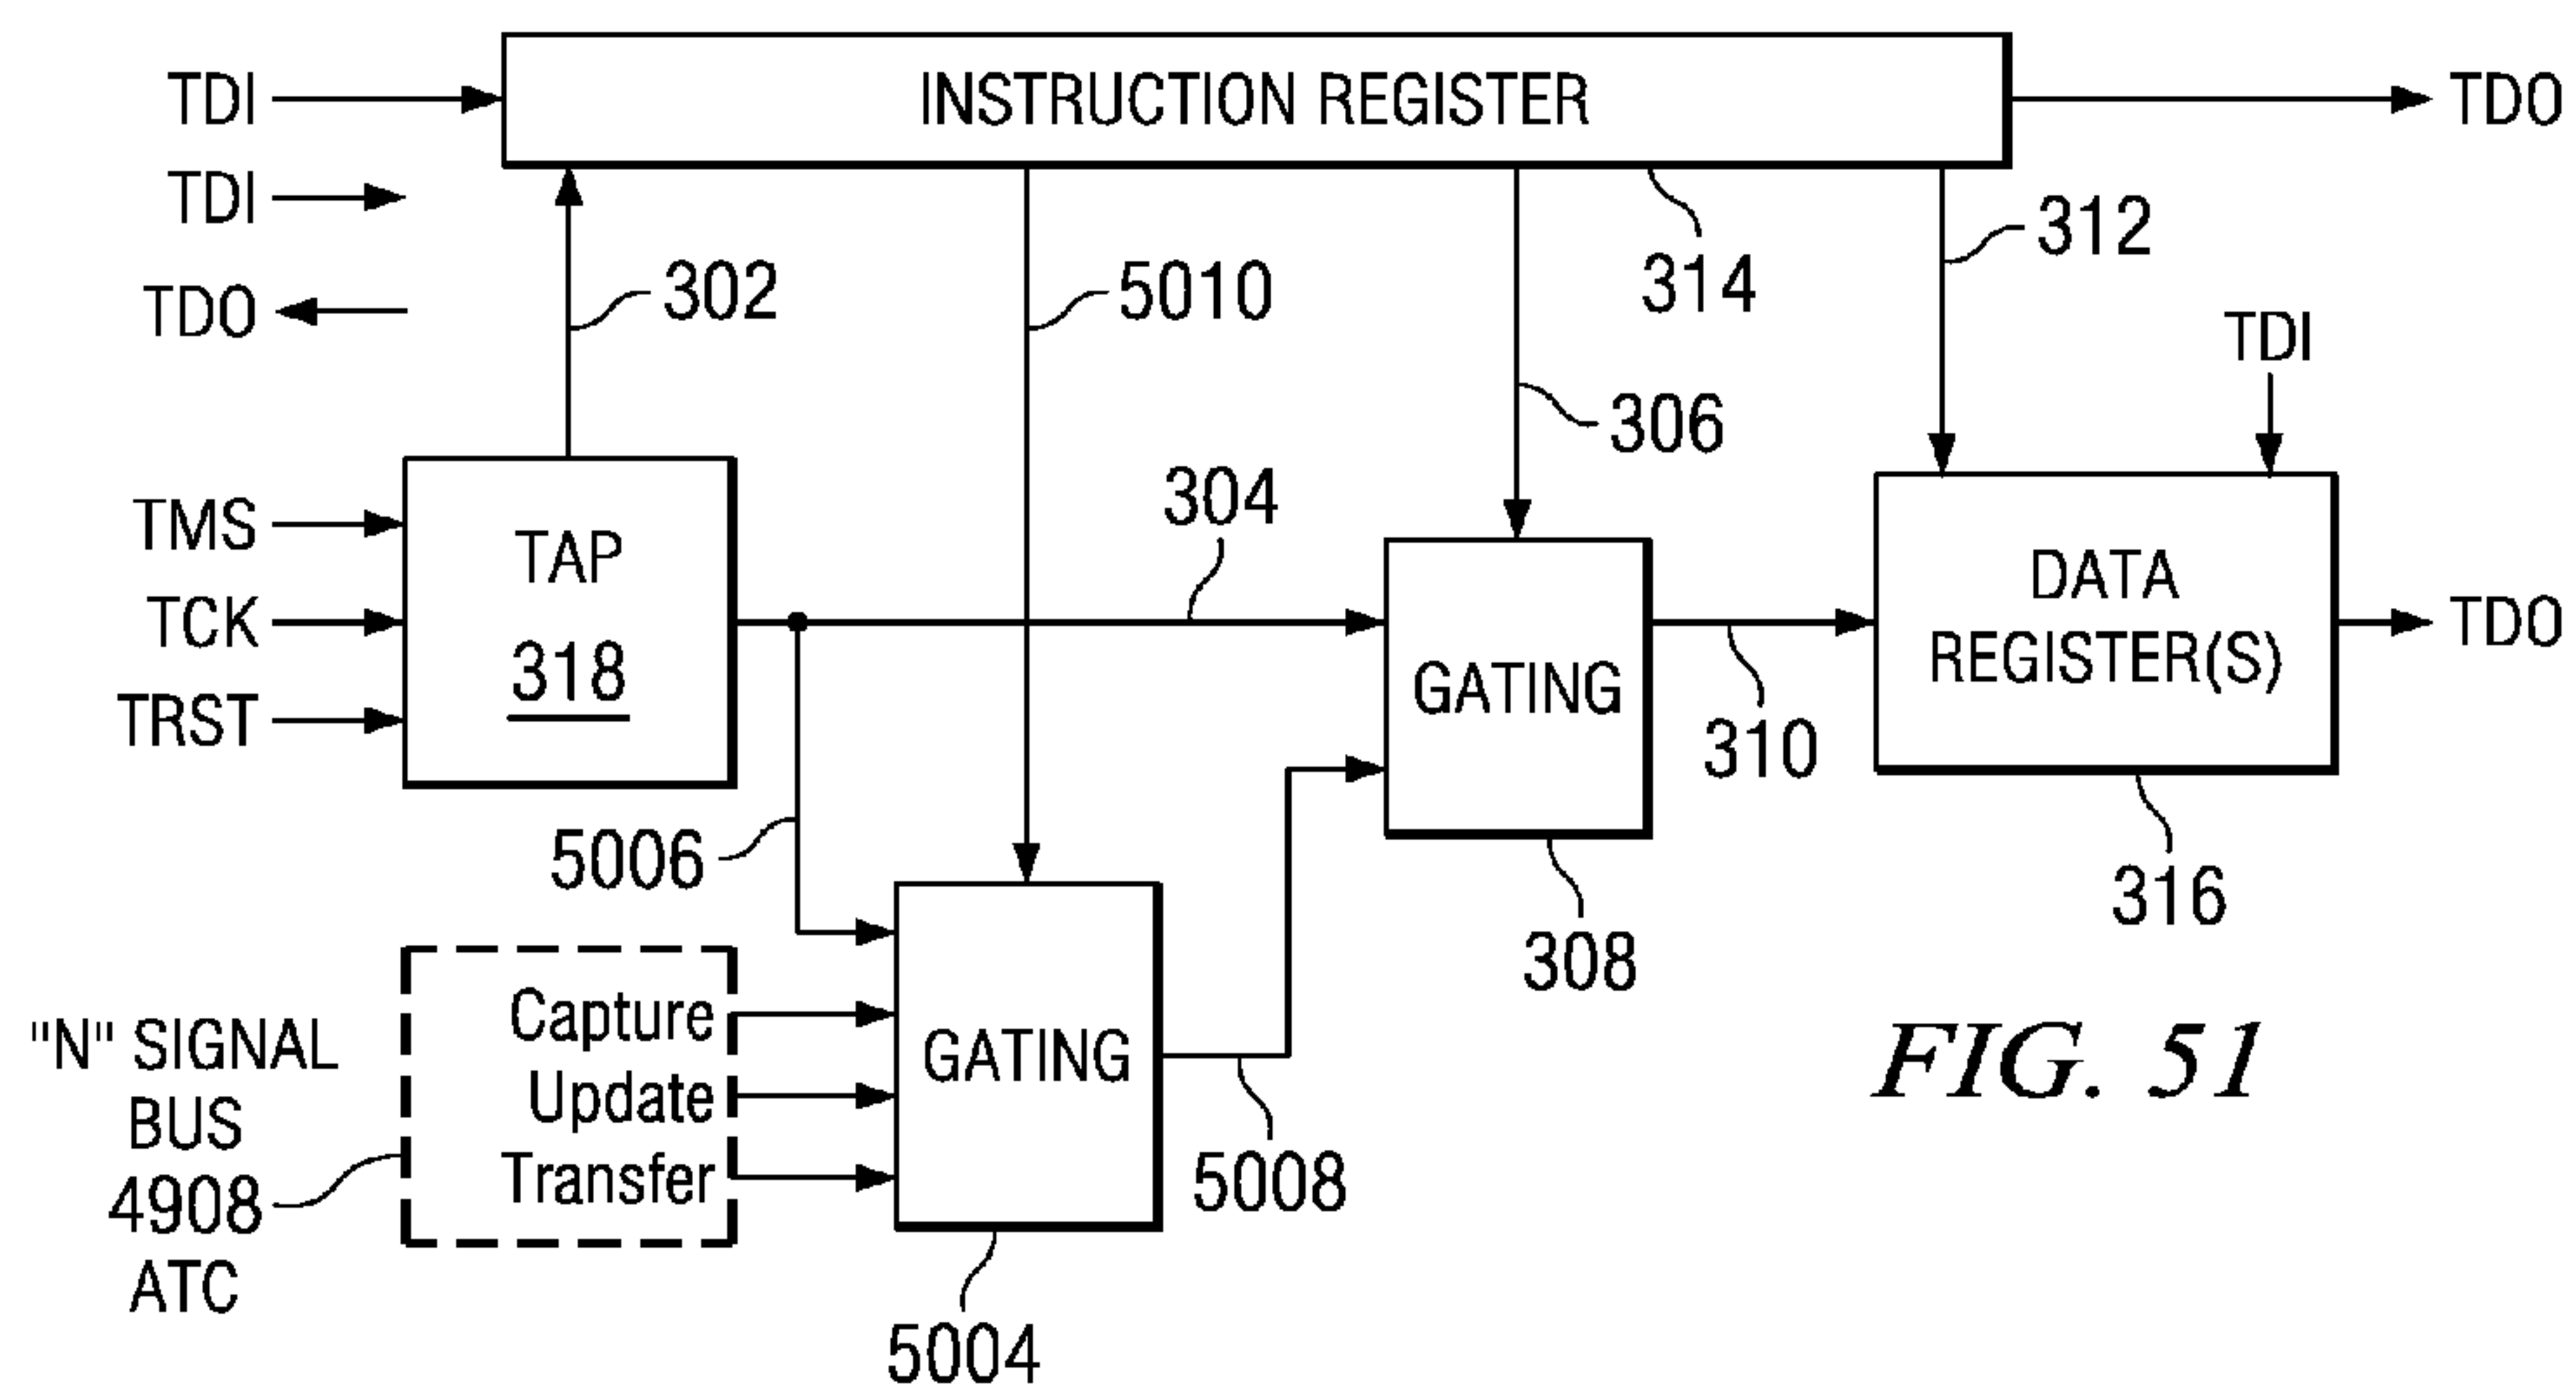 TDI
INSTRUCTION REGISTER
TDO
TDI
TDO
302
5010
314
312
TDI
306
304
TMS
TCK
TRST
TAP
318
GATING
310
DATA
REGISTER(S)
TDO
5006
308
316
"N" SIGNAL
BUS
4908
ATC
Capture
Update
Transfer
GATING
5008
5004
FIG. 51